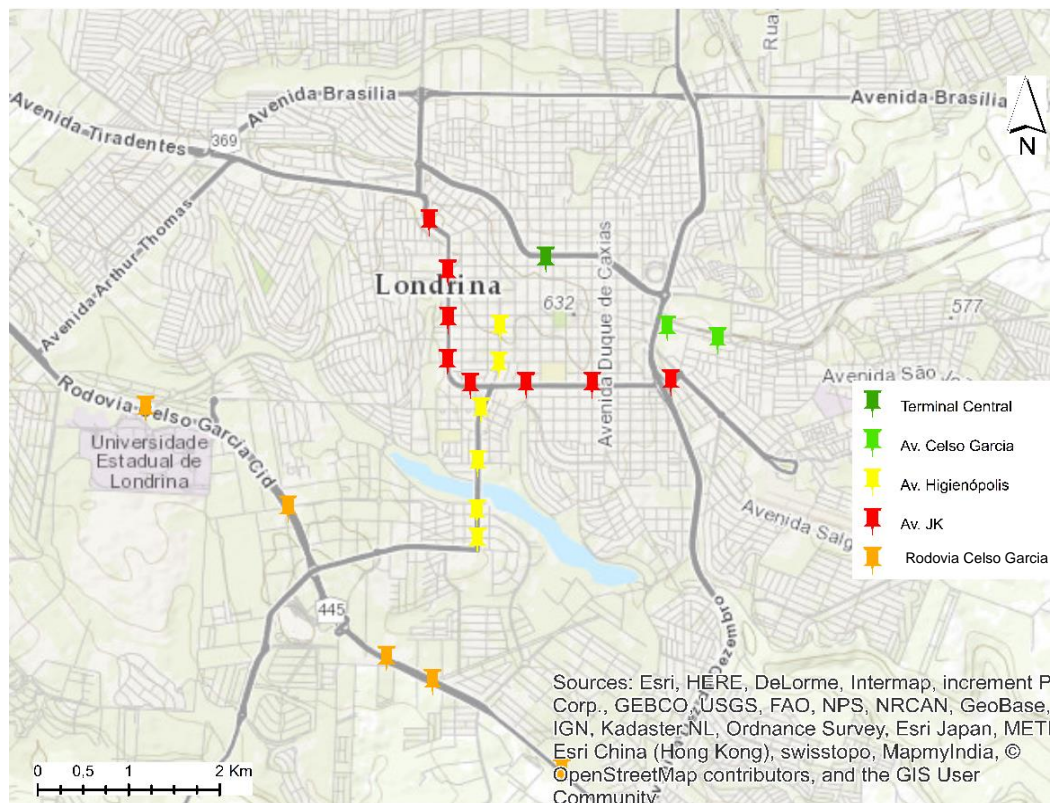 Rua
Avenida Brasília
Avenida Brasília
Avenida Tiradentes
369
N
Avenida Arthur Thomas
Avenida Duque de Caxias
Londrina
632
577
Avenida São
Rodovia Celso Garcia Cid
Universidade
Estadual de
Londrina
Terminal Central
Av. Celso Garcia
Av. Higienópolis
Av. JK
Rodovia Celso Garcia
Avenida Salg
445
Dezembro
Sources: Esri, HERE, DeLorme, Intermap, increment P
Corp., GEBCO, USGS, FAO, NPS, NRCAN, GeoBase,
IGN, Kadaster NL, Ordnance Survey, Esri Japan, METI
Esri China (Hong Kong), swisstopo, MapmyIndia, ©
OpenStreetMap contributors, and the GIS User
Community
0 0,5 1 2 Km